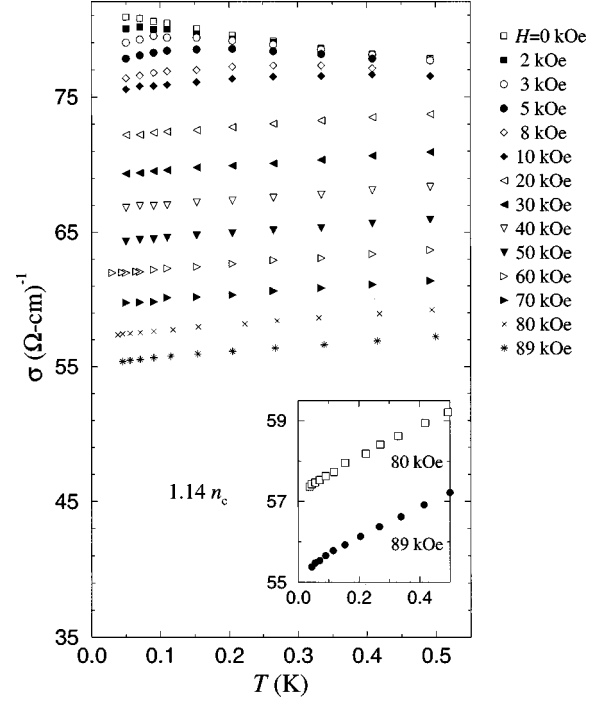 H=0 kOe
2 kOe
3 kOe
5 kOe
8 kOe
10 kOe
20 kOe
30 kOe
40 kOe
50 kOe
60 kOe
70 kOe
80 kOe
89 kOe
75
65
55
45
35
σ (Ω-cm)⁻¹
1.14 n_c
59
57
55
80 kOe
89 kOe
0.0 0.2 0.4
0.0 0.1 0.2 0.3 0.4 0.5
T (K)